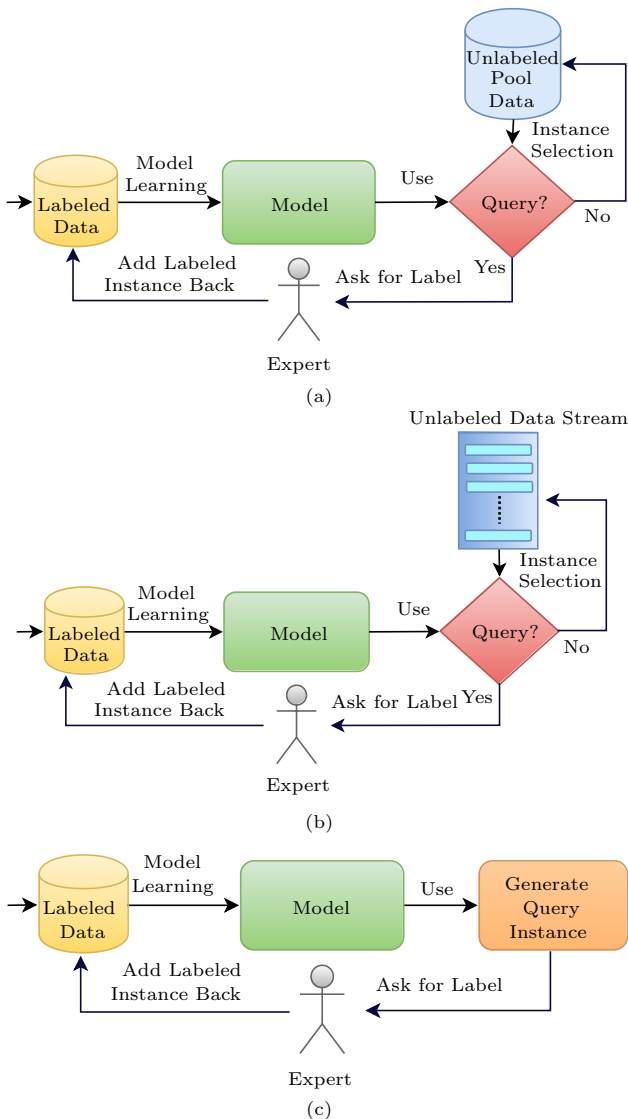 Unlabeled
Pool
Data
Instance
Selection
Model
Learning
Labeled
Data
Model
Use
Query?
No
Yes
Add Labeled
Instance Back
Ask for Label
Expert
(a)
Unlabeled Data Stream
Instance
Selection
Model
Learning
Labeled
Data
Model
Use
Query?
No
Yes
Add Labeled
Instance Back
Ask for Label
Expert
(b)
Model
Learning
Labeled
Data
Model
Use
Generate
Query
Instance
Add Labeled
Instance Back
Ask for Label
Expert
(c)